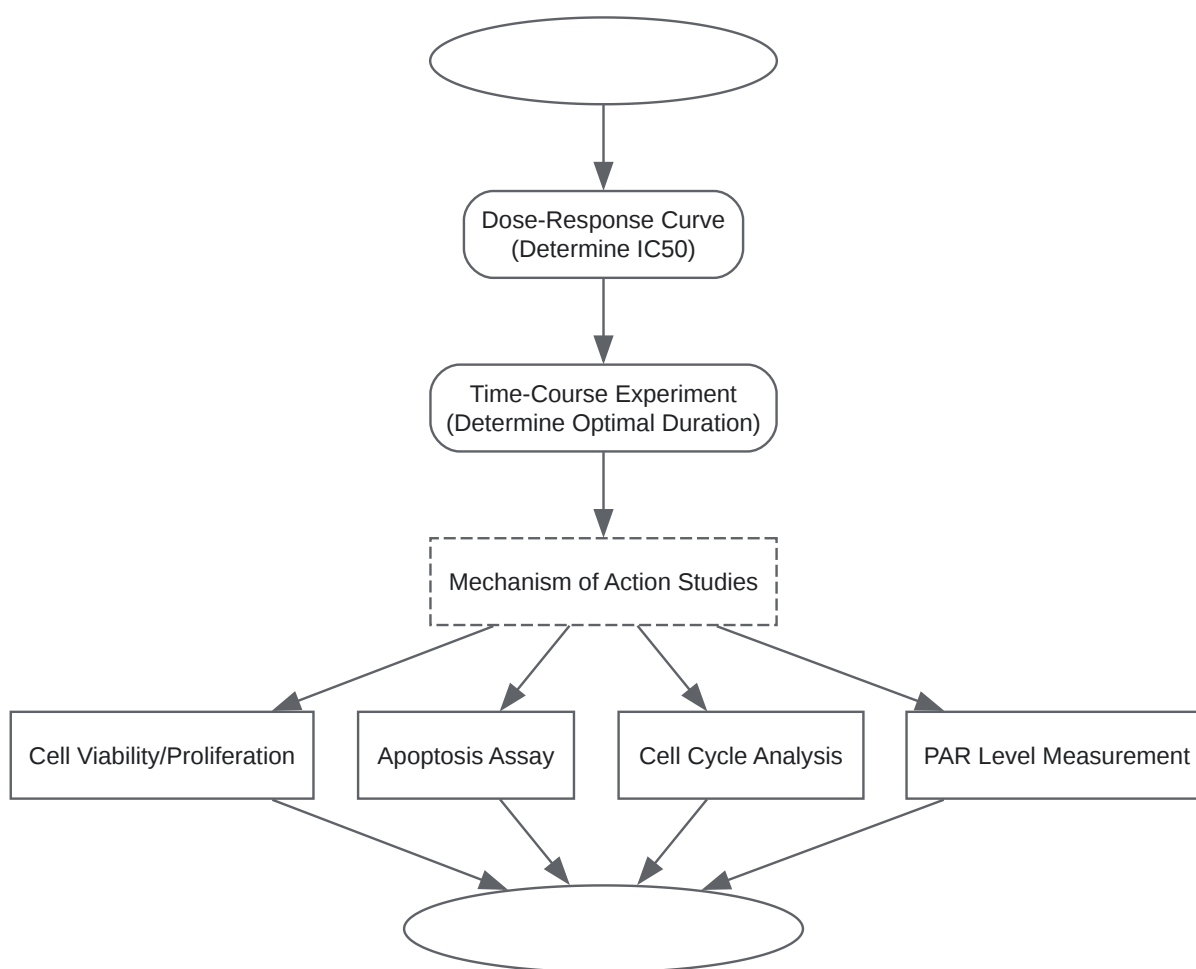 Dose-Response Curve
(Determine IC50)
Time-Course Experiment
(Determine Optimal Duration)
Mechanism of Action Studies
Cell Viability/Proliferation
Apoptosis Assay
Cell Cycle Analysis
PAR Level Measurement